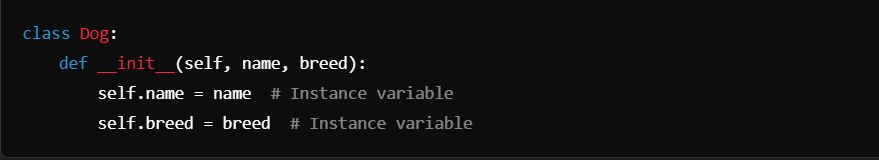 class Dog:
    def __init__(self, name, breed):
        self.name = name  # Instance variable
        self.breed = breed  # Instance variable